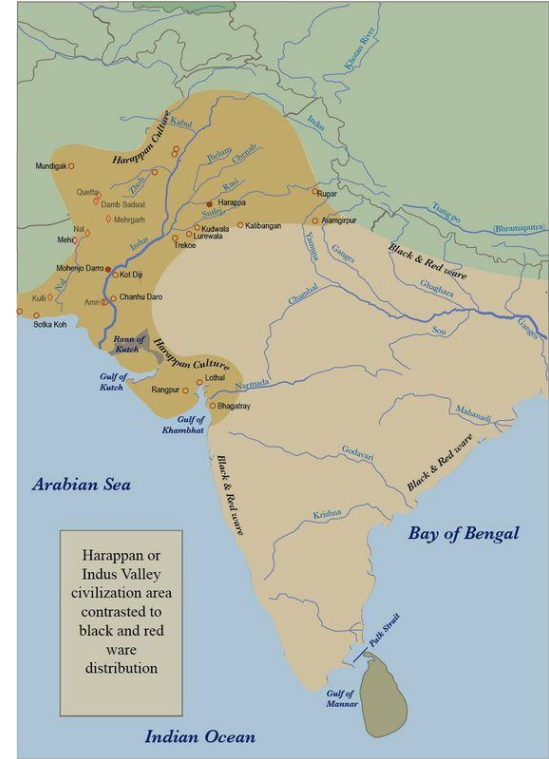 Khotan River
Indus
Kabul
Harappan Culture
Jhelum
Chenab
Mundigak
Zhob
Ravi
Quetta
Damb Sadaat
Harappa
Rupar
Sutlej
Mehrgarh
Kudwala
Kalibangan
Alamgirpur
Tiang po
(Bhramaputra)
Nal
Lurewala
Mehi
Trekoe
Indus
Yamuna
Ganges
Black & Red ware
Mohenjo Darro
Kot Diji
Ghaghara
Nal
Kulli
Amri
Chanhu Daro
Chambal
Sotka Koh
Son
Ganges
Rann of
Kutch
Harappan Culture
Gulf of
Kutch
Lothal
Rangpur
Narmada
Bhagatray
Mahanadi
Gulf of
Khambhat
Godavari
Black & Red ware
Black & Red ware
Arabian Sea
Krishna
Bay of Bengal
Harappan or
Indus Valley
civilization area
contrasted to
black and red
ware
distribution
Palk Strait
Gulf of
Mannar
Indian Ocean